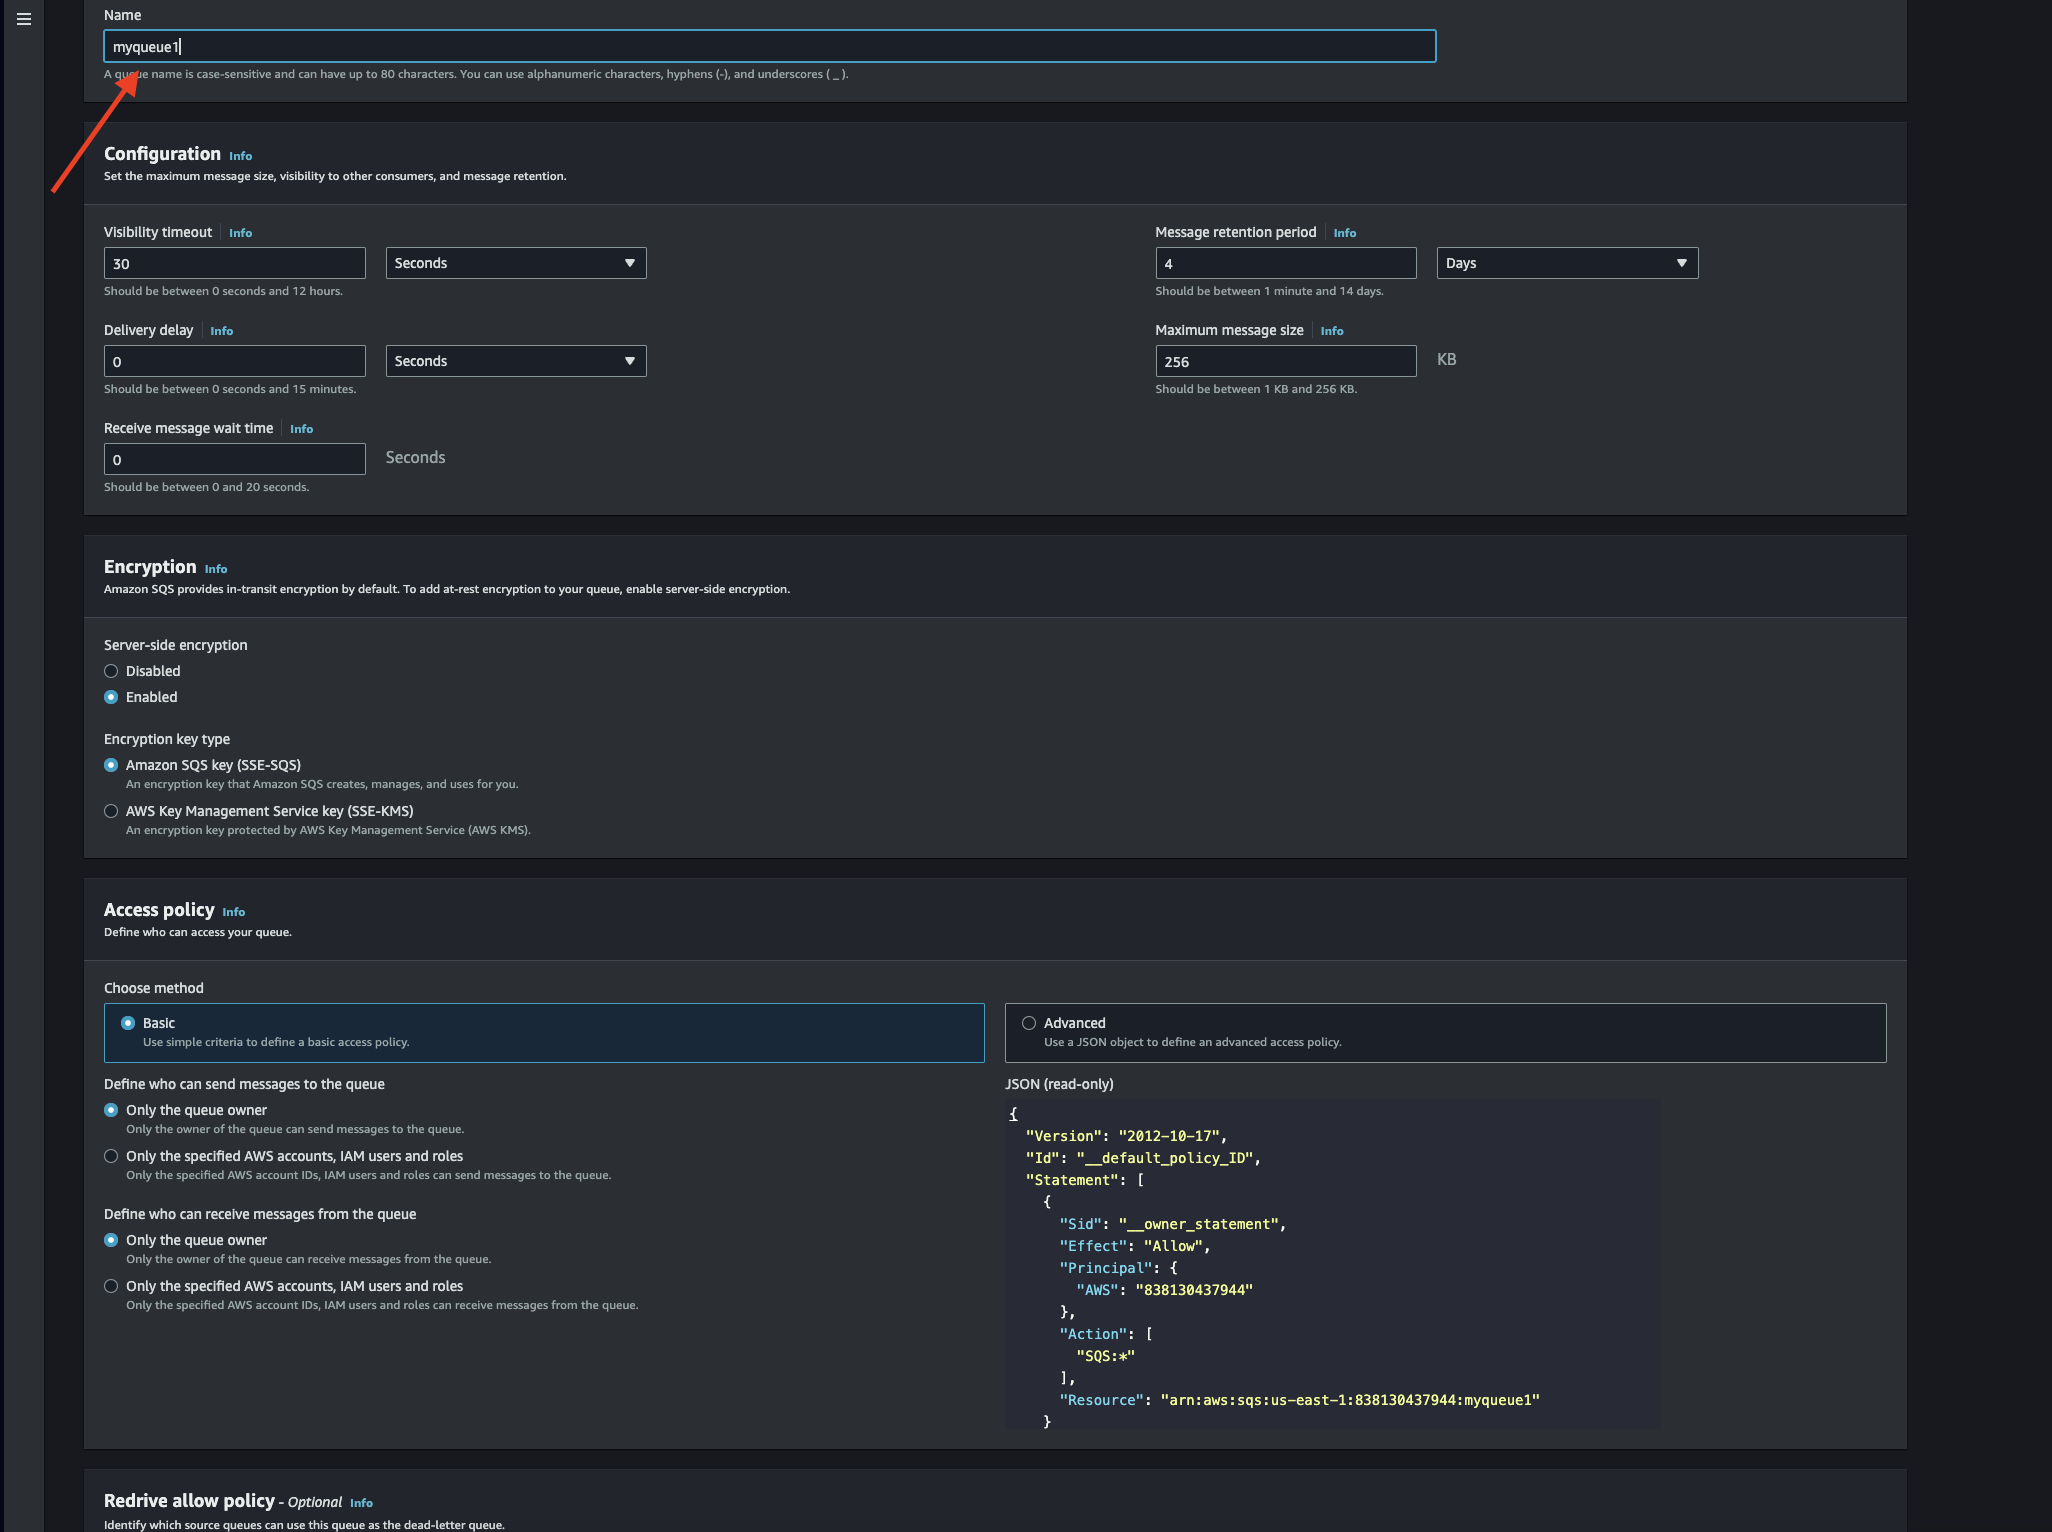 Name
myqueue1
A queue name is case-sensitive and can have up to 80 characters. You can use alphanumeric characters, hyphens (-), and underscores ( _ ).
Configuration Info
Set the maximum message size, visibility to other consumers, and message retention.
Visibility timeout Info
30 Seconds
Should be between 0 seconds and 12 hours.
Message retention period Info
4 Days
Should be between 1 minute and 14 days.
Delivery delay Info
0 Seconds
Should be between 0 seconds and 15 minutes.
Maximum message size Info
256 KB
Should be between 1 KB and 256 KB.
Receive message wait time Info
0 Seconds
Should be between 0 and 20 seconds.
Encryption Info
Amazon SQS provides in-transit encryption by default. To add at-rest encryption to your queue, enable server-side encryption.
Server-side encryption
Disabled
Enabled
Encryption key type
Amazon SQS key (SSE-SQS)
An encryption key that Amazon SQS creates, manages, and uses for you.
AWS Key Management Service key (SSE-KMS)
An encryption key protected by AWS Key Management Service (AWS KMS).
Access policy Info
Define who can access your queue.
Choose method
Basic
Use simple criteria to define a basic access policy.
Advanced
Use a JSON object to define an advanced access policy.
Define who can send messages to the queue
Only the queue owner
Only the owner of the queue can send messages to the queue.
Only the specified AWS accounts, IAM users and roles
Only the specified AWS account IDs, IAM users and roles can send messages to the queue.
Define who can receive messages from the queue
Only the queue owner
Only the owner of the queue can receive messages from the queue.
Only the specified AWS accounts, IAM users and roles
Only the specified AWS account IDs, IAM users and roles can receive messages from the queue.
JSON (read-only)
{
"Version": "2012-10-17",
"Id": "__default_policy_ID",
"Statement": [
{
"Sid": "__owner_statement",
"Effect": "Allow",
"Principal": {
"AWS": "838130437944"
},
"Action": [
"SQS:*"
],
"Resource": "arn:aws:sqs:us-east-1:838130437944:myqueue1"
}
Redrive allow policy - Optional Info
Identify which source queues can use this queue as the dead-letter queue.